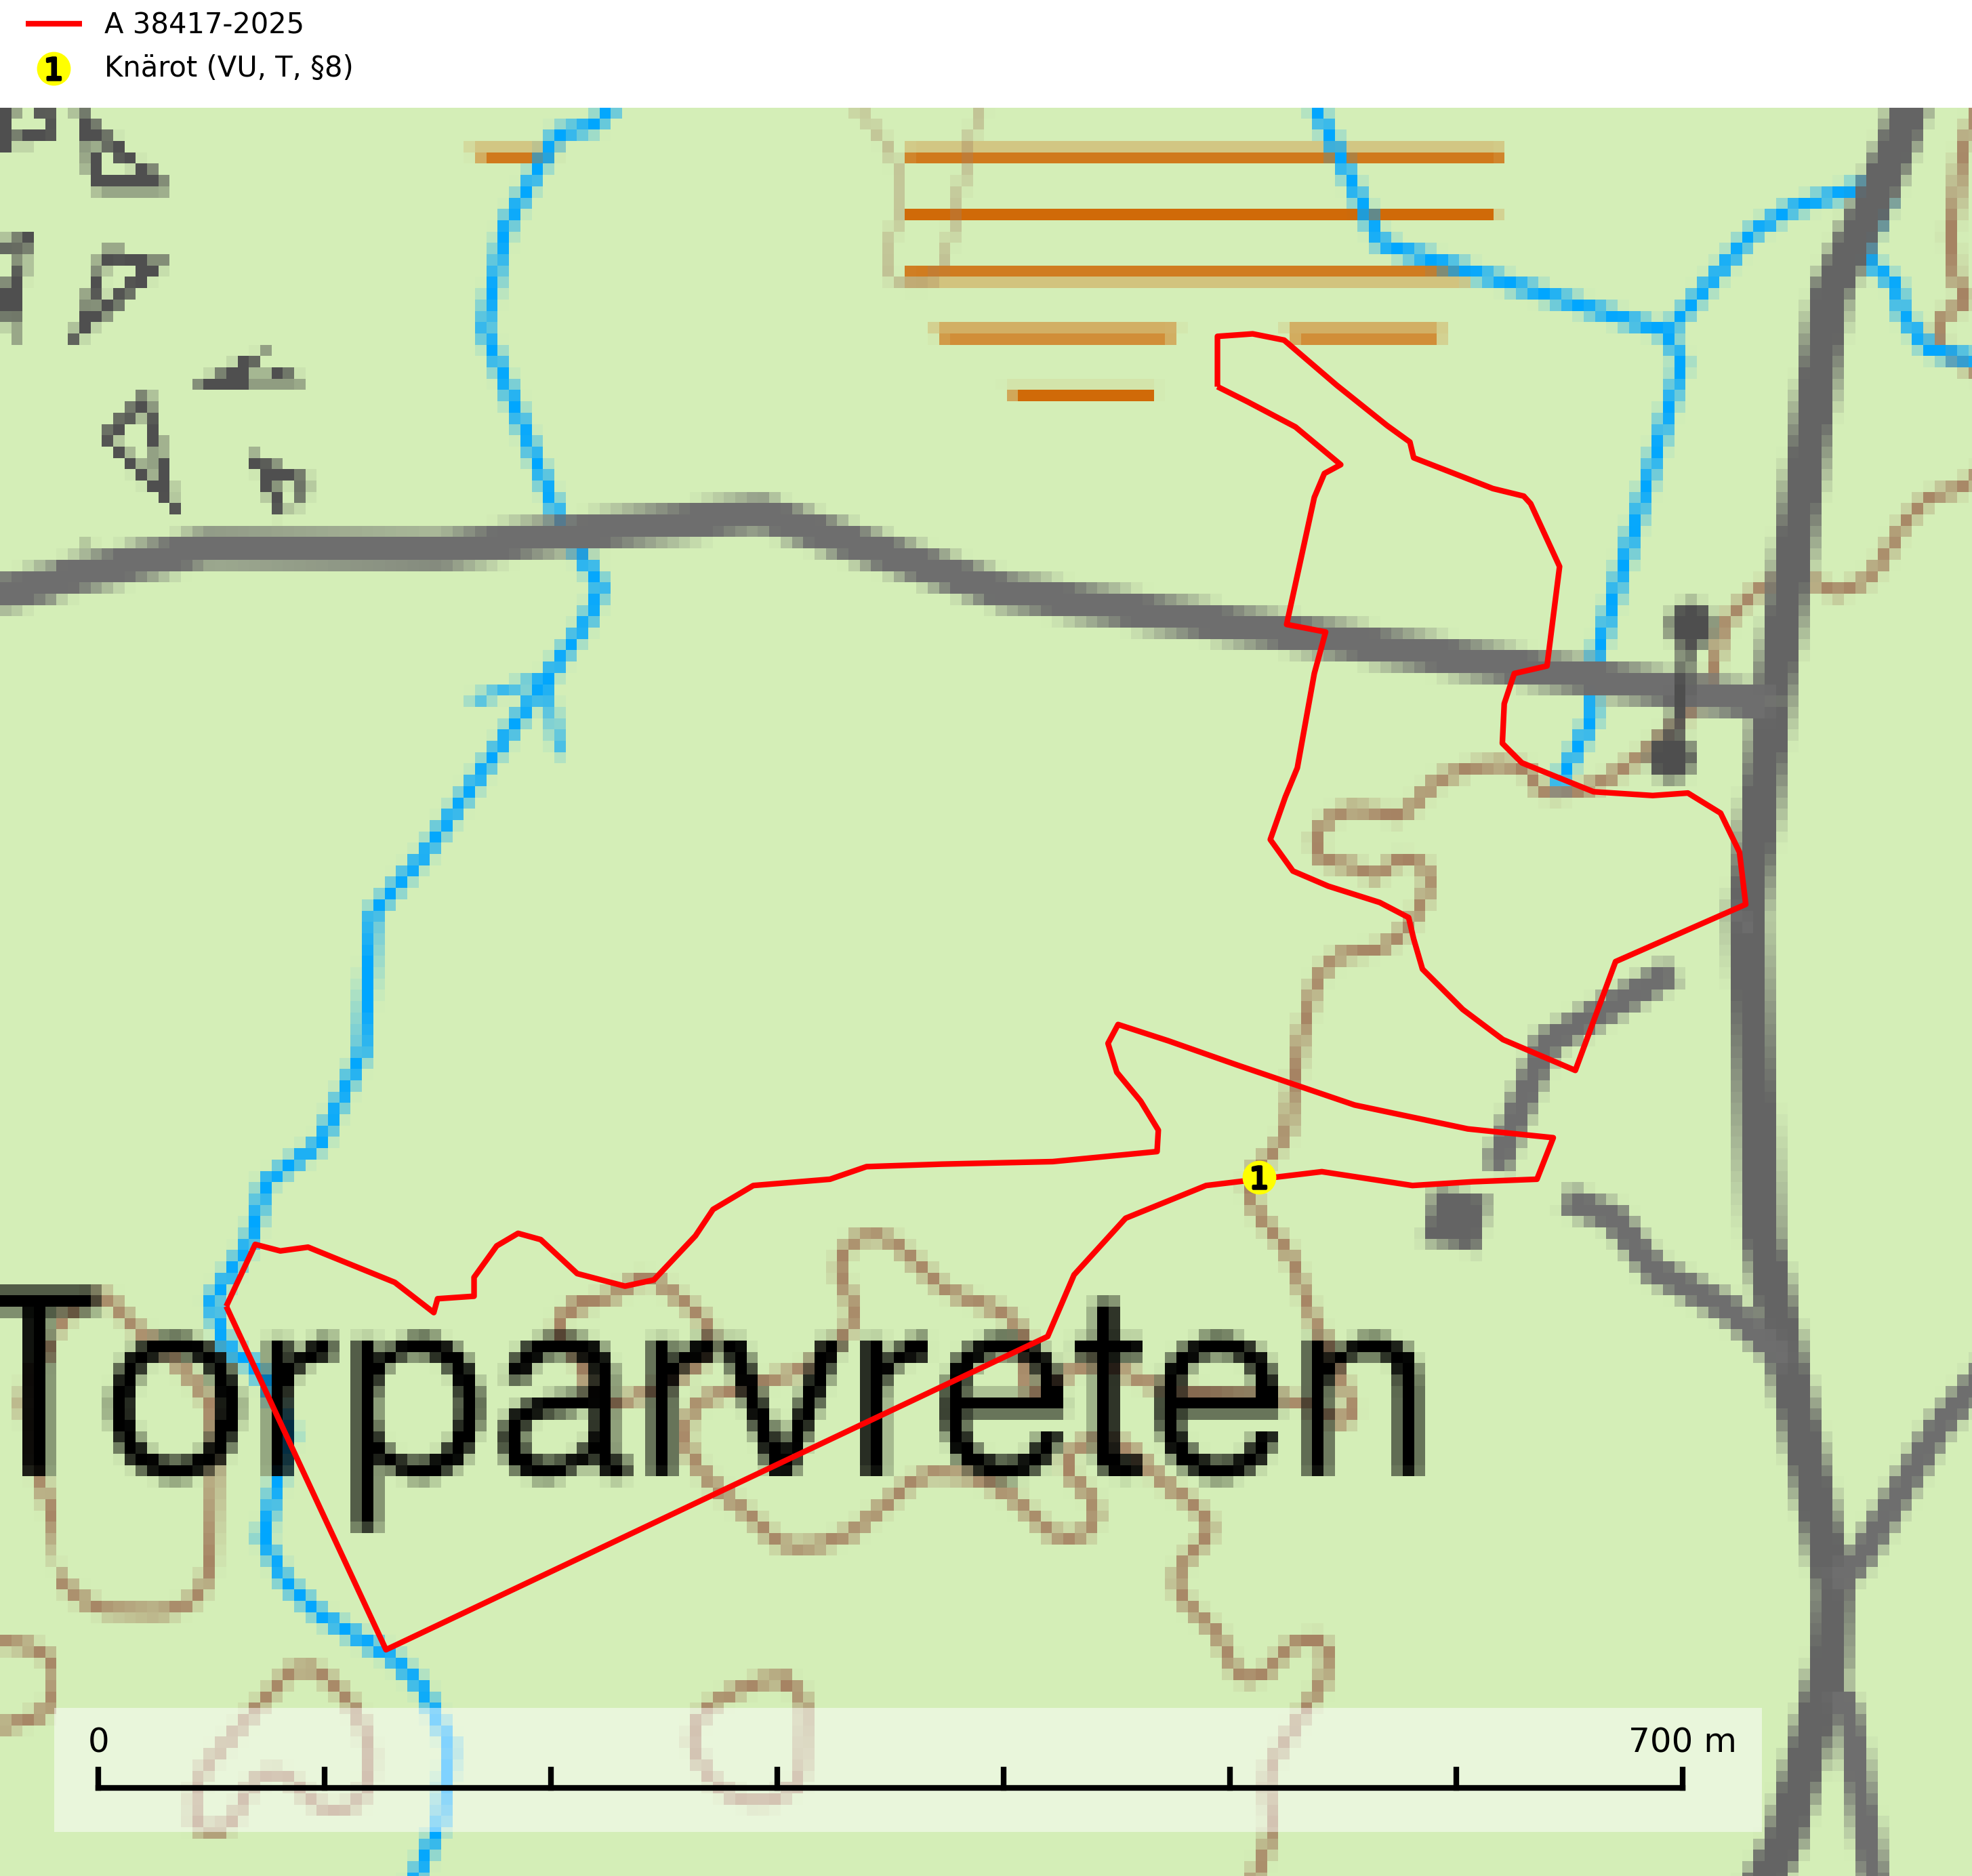 A 38417-2025
1 Knärot (VU, T, §8)
1
Torparvreten
0 700 m